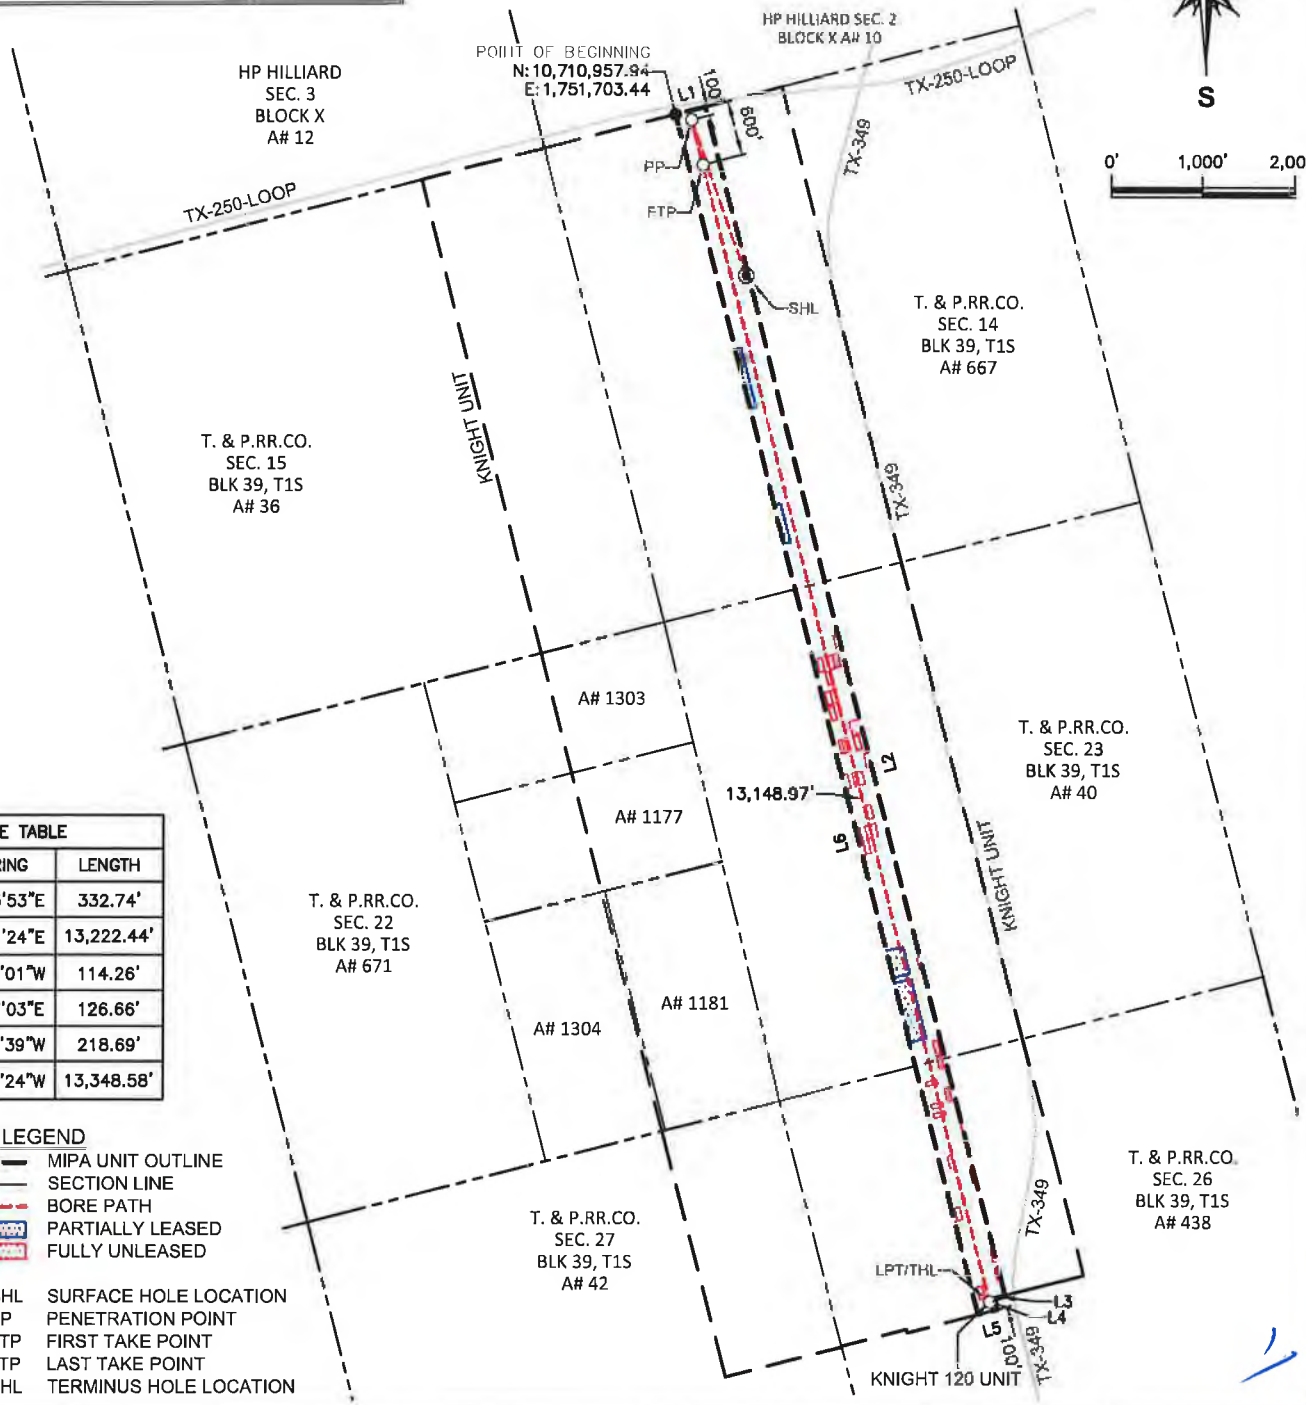 HP HILLIARD SEC. 2
BLOCK X A# 10
POINT OF BEGINNING
N: 10,710,957.94
E: 1,751,703.44
HP HILLIARD
SEC. 3
BLOCK X
A# 12
L1
100'
600'
TX-250-LOOP
TX-349
S
0' 1,000' 2,00
PP
FTP
TX-250-LOOP
SHL
T. & P.RR.CO.
SEC. 14
BLK 39, T1S
A# 667
KNIGHT UNIT
T. & P.RR.CO.
SEC. 15
BLK 39, T1S
A# 36
TX-349
A# 1303
T. & P.RR.CO.
SEC. 23
BLK 39, T1S
A# 40
L2
13,148.97'
A# 1177
L6
KNIGHT UNIT
E TABLE
RING LENGTH
'53"E 332.74'
'24"E 13,222.44'
'01"W 114.26'
'03"E 126.66'
'39"W 218.69'
'24"W 13,348.58'
T. & P.RR.CO.
SEC. 22
BLK 39, T1S
A# 671
A# 1181
A# 1304
LEGEND
MIPA UNIT OUTLINE
SECTION LINE
BORE PATH
PARTIALLY LEASED
FULLY UNLEASED
HL SURFACE HOLE LOCATION
P PENETRATION POINT
TP FIRST TAKE POINT
TP LAST TAKE POINT
HL TERMINUS HOLE LOCATION
T. & P.RR.CO.
SEC. 27
BLK 39, T1S
A# 42
T. & P.RR.CO.
SEC. 26
BLK 39, T1S
A# 438
TX-349
LPT/THL
L3
L4
L5
100'
TX-349
KNIGHT 120 UNIT